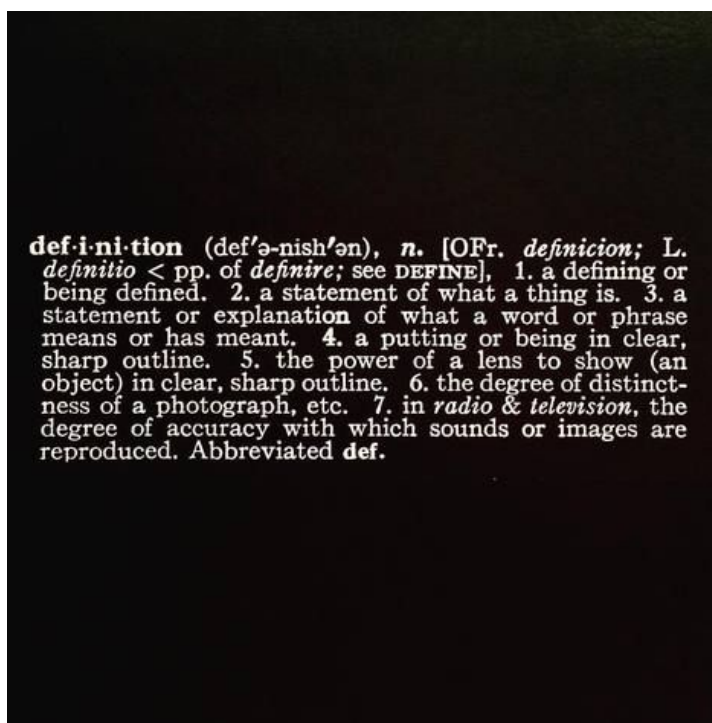 def·i·ni·tion (def′ə-nish′ən), n. [OFr. definicion; L.
definitio < pp. of definire; see DEFINE], 1. a defining or
being defined. 2. a statement of what a thing is. 3. a
statement or explanation of what a word or phrase
means or has meant. 4. a putting or being in clear,
sharp outline. 5. the power of a lens to show (an
object) in clear, sharp outline. 6. the degree of distinct-
ness of a photograph, etc. 7. in radio & television, the
degree of accuracy with which sounds or images are
reproduced. Abbreviated def.